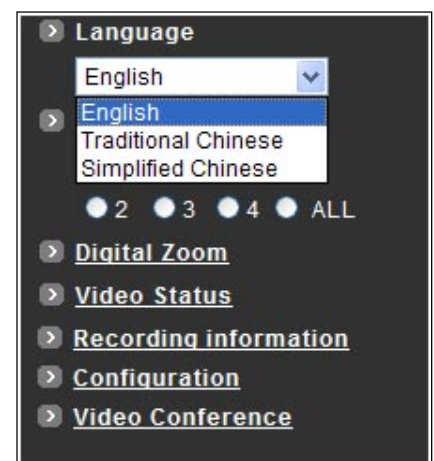 Language
English
English
Traditional Chinese
Simplified Chinese
2 3 4 ALL
Digital Zoom
Video Status
Recording information
Configuration
Video Conference